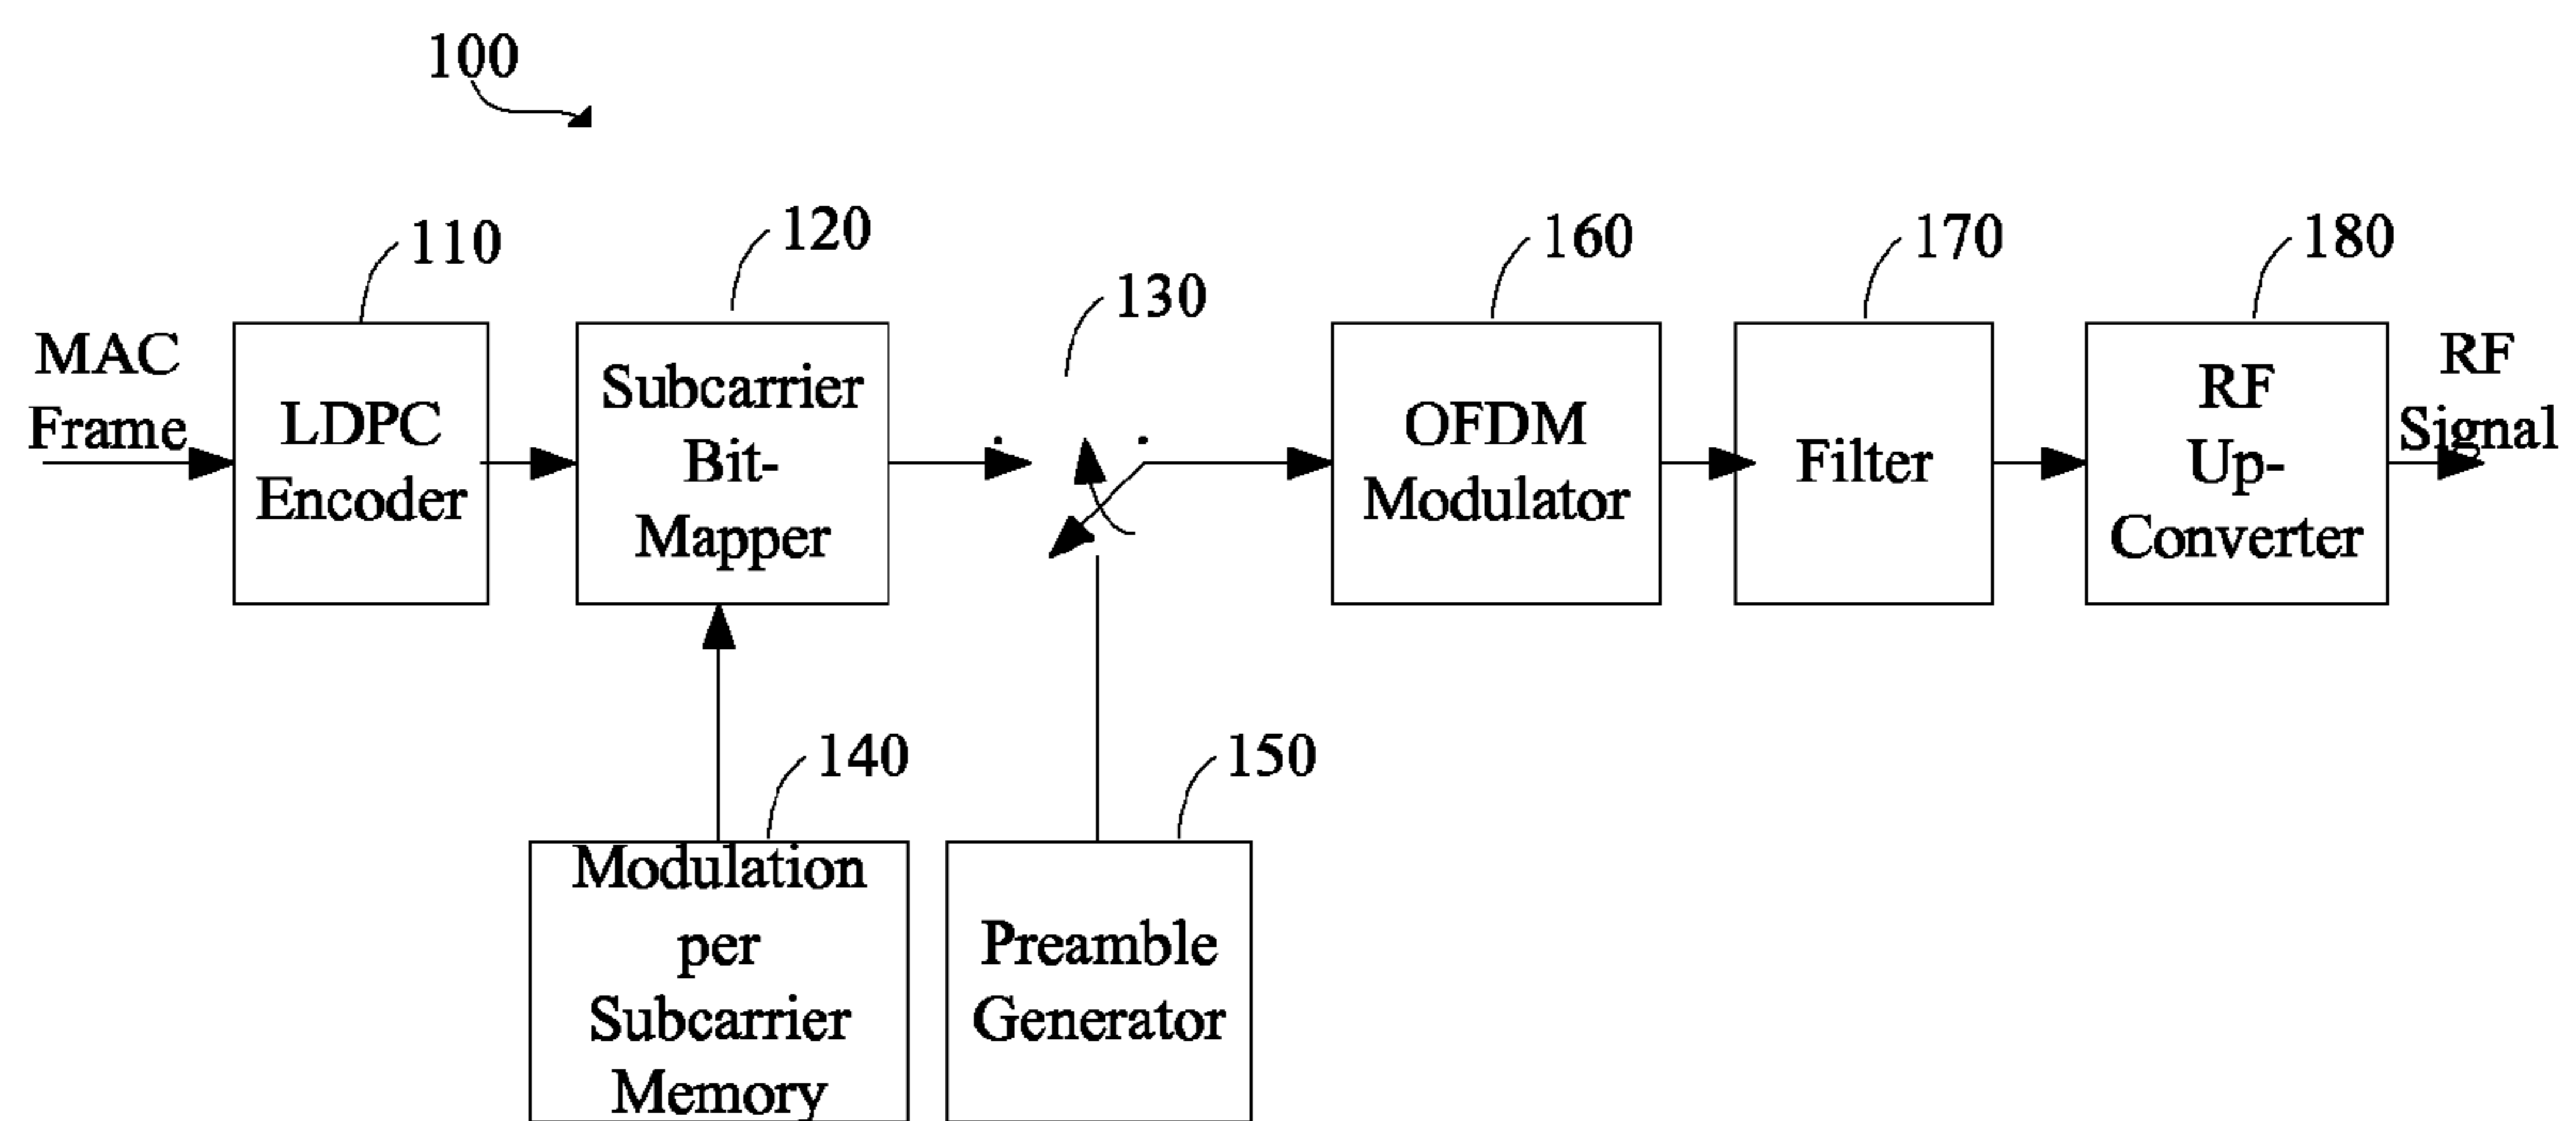 100
110
120
130
160
170
180
MAC
Frame
LDPC
Encoder
Subcarrier
Bit-
Mapper
OFDM
Modulator
Filter
RF
Up-
Converter
RF
Signal
140
150
Modulation
per
Subcarrier
Memory
Preamble
Generator